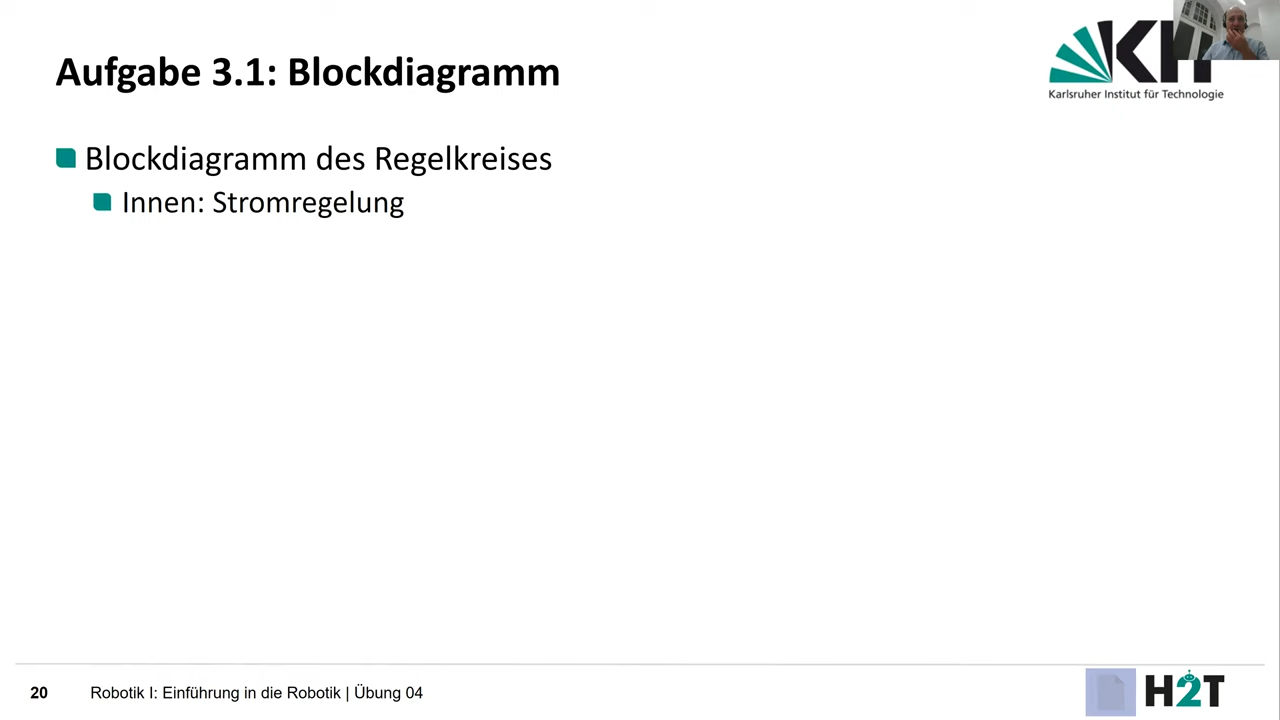 Aufgabe 3.1: Blockdiagramm
Karlsruher Institut für Technologie
Blockdiagramm des Regelkreises
Innen: Stromregelung
20
Robotik I: Einführung in die Robotik | Übung 04
H2T